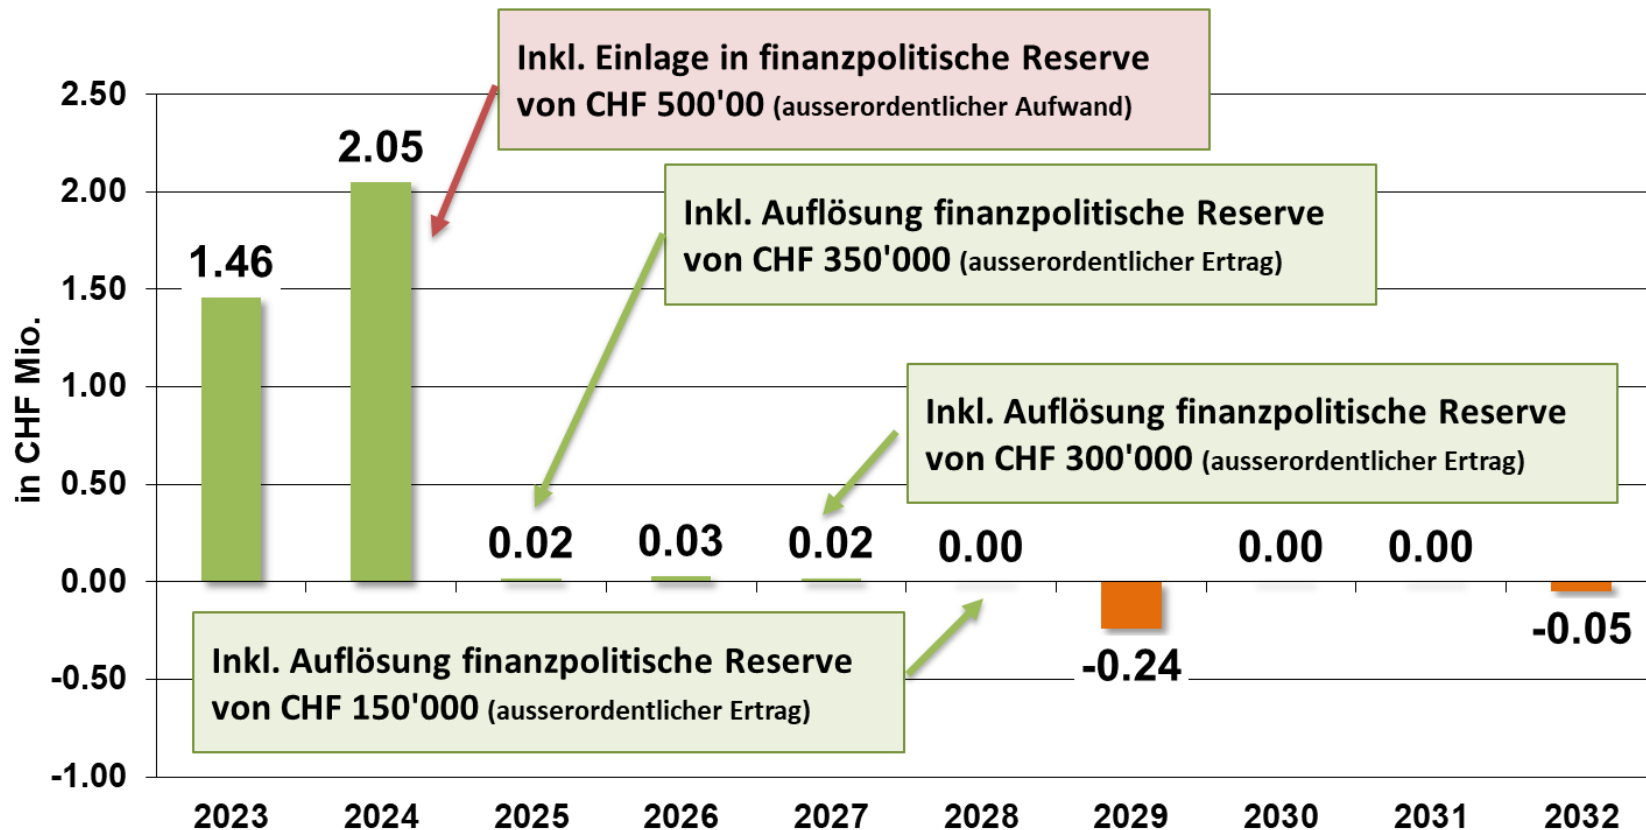 Inkl. Einlage in finanzpolitische Reserve
von CHF 500'00 (ausserordentlicher Aufwand)
Inkl. Auflösung finanzpolitische Reserve
von CHF 350'000 (ausserordentlicher Ertrag)
Inkl. Auflösung finanzpolitische Reserve
von CHF 300'000 (ausserordentlicher Ertrag)
Inkl. Auflösung finanzpolitische Reserve
von CHF 150'000 (ausserordentlicher Ertrag)
in CHF Mio.
2.50
2.00
1.50
1.00
0.50
0.00
-0.50
-1.00
1.46
2.05
0.02
0.03
0.02
0.00
-0.24
0.00
0.00
-0.05
2023 2024 2025 2026 2027 2028 2029 2030 2031 2032